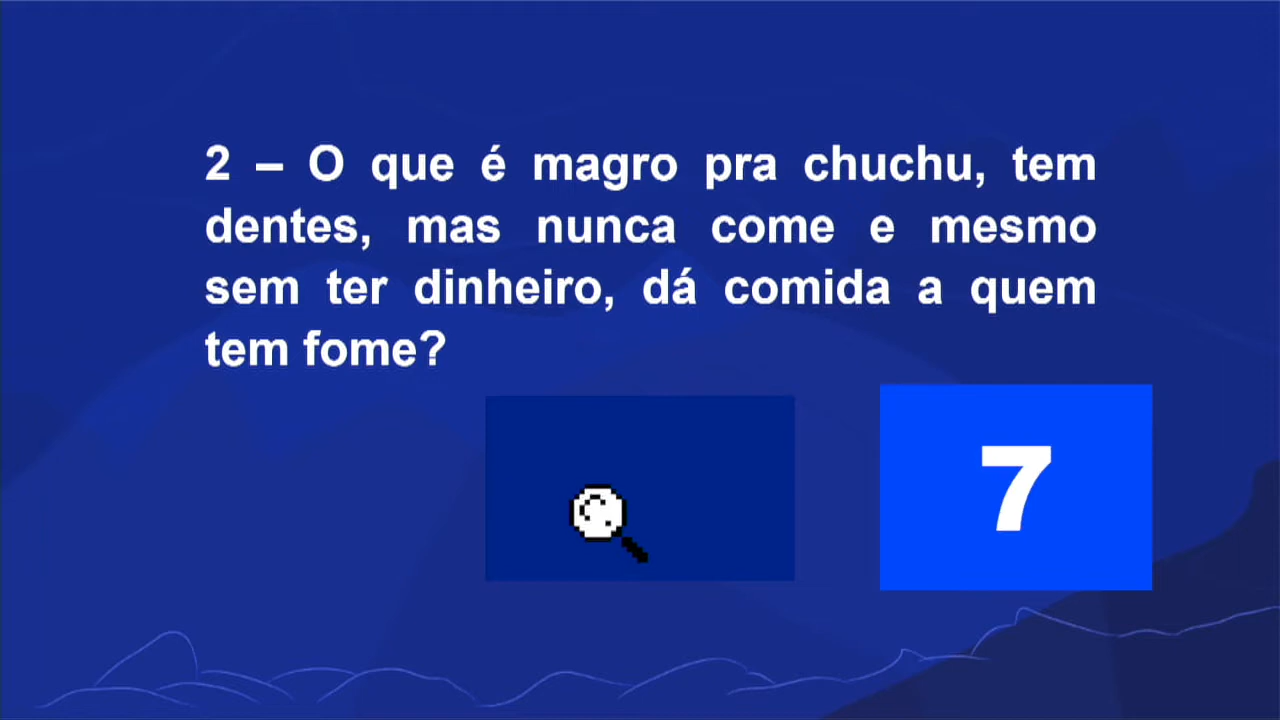 2 – O que é magro pra chuchu, tem
dentes, mas nunca come e mesmo
sem ter dinheiro, dá comida a quem
tem fome?
7